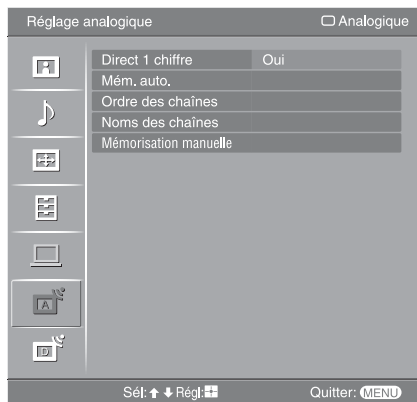 Réglage analogique Analogique
Direct 1 chiffre Oui
Mém. auto.
Ordre des chaînes
Noms des chaînes
Mémorisation manuelle
A
D
Sél: Régl: Quitter: MENU